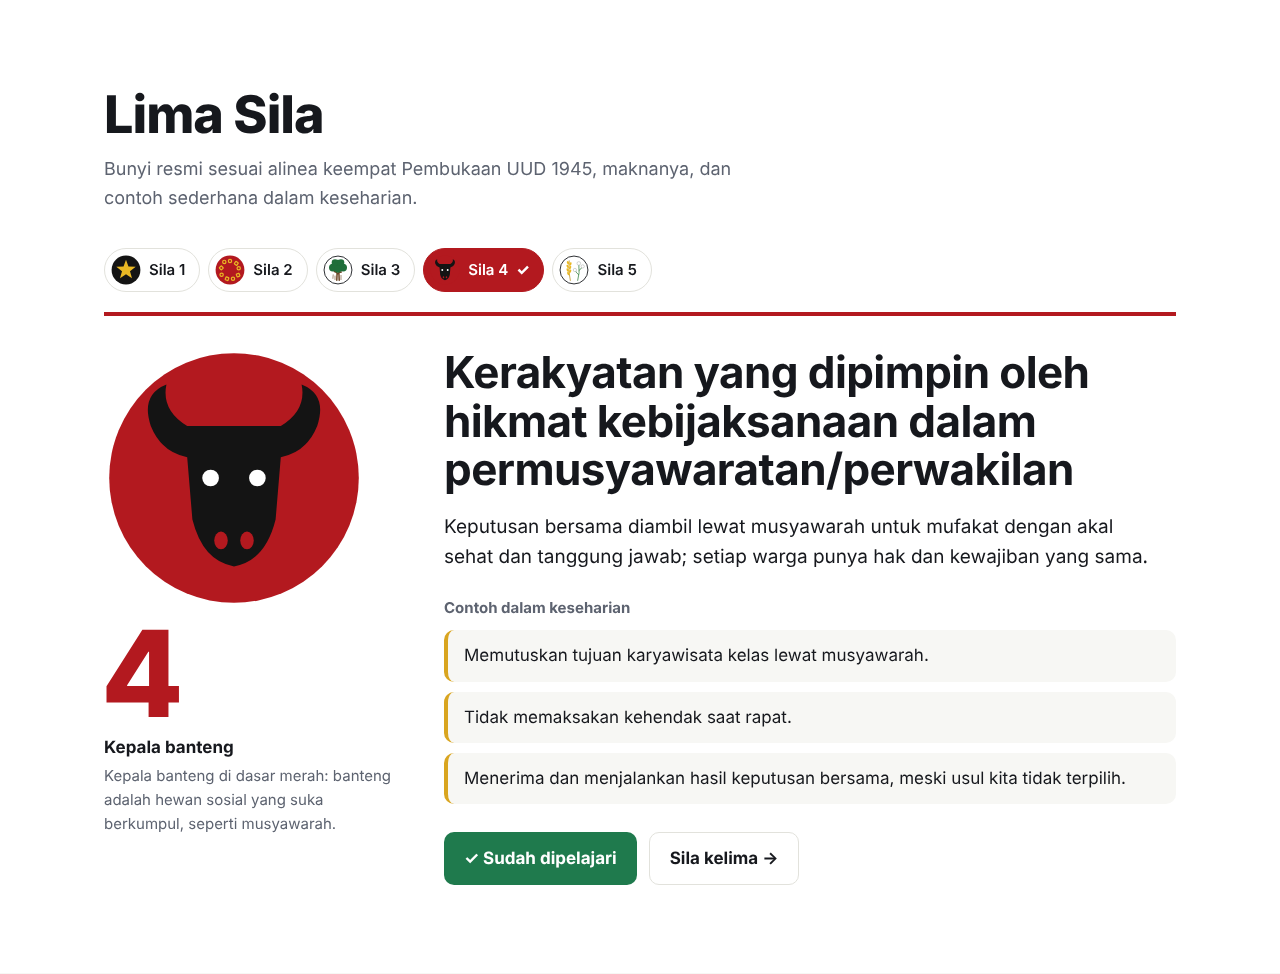 Lima Sila
Bunyi resmi sesuai alinea keempat Pembukaan UUD 1945, maknanya, dan
contoh sederhana dalam keseharian.
Sila 1
Sila 2
Sila 3
Sila 4 ✓
Sila 5
Kerakyatan yang dipimpin oleh
hikmat kebijaksanaan dalam
permusyawaratan/perwakilan
Keputusan bersama diambil lewat musyawarah untuk mufakat dengan akal
sehat dan tanggung jawab; setiap warga punya hak dan kewajiban yang sama.
Contoh dalam keseharian
Memutuskan tujuan karyawisata kelas lewat musyawarah.
Tidak memaksakan kehendak saat rapat.
Menerima dan menjalankan hasil keputusan bersama, meski usul kita tidak terpilih.
✓ Sudah dipelajari
Sila kelima →
4
Kepala banteng
Kepala banteng di dasar merah: banteng
adalah hewan sosial yang suka
berkumpul, seperti musyawarah.